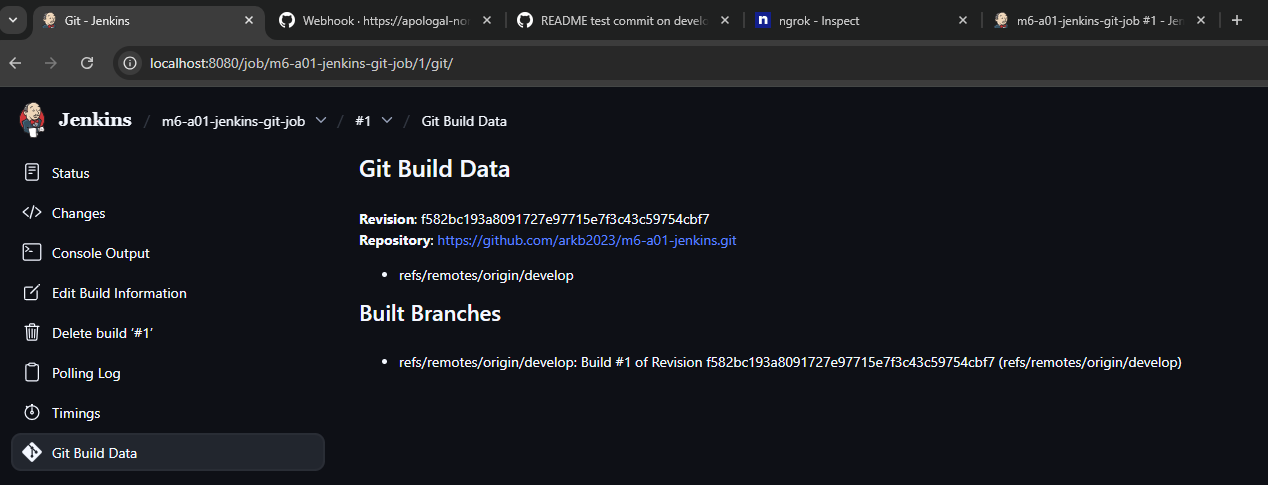 Git - Jenkins
Webhook · https://apologal-nor
README test commit on develo
ngrok - Inspect
m6-a01-jenkins-git-job #1 - Jen
localhost:8080/job/m6-a01-jenkins-git-job/1/git/
Jenkins / m6-a01-jenkins-git-job / #1 / Git Build Data
Status
Changes
Console Output
Edit Build Information
Delete build ‘#1’
Polling Log
Timings
Git Build Data
Git Build Data
Revision: f582bc193a8091727e97715e7f3c43c59754cbf7
Repository: https://github.com/arkb2023/m6-a01-jenkins.git
• refs/remotes/origin/develop
Built Branches
• refs/remotes/origin/develop: Build #1 of Revision f582bc193a8091727e97715e7f3c43c59754cbf7 (refs/remotes/origin/develop)